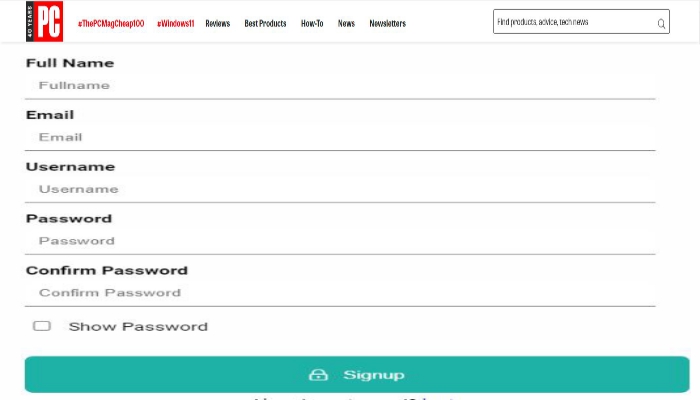 40 YEARS PC #ThePCMagCheap100 #Windows11 Reviews Best Products How-To News Newsletters Find products, advice, tech news
Full Name
Fullname
Email
Email
Username
Username
Password
Password
Confirm Password
Confirm Password
Show Password
Signup